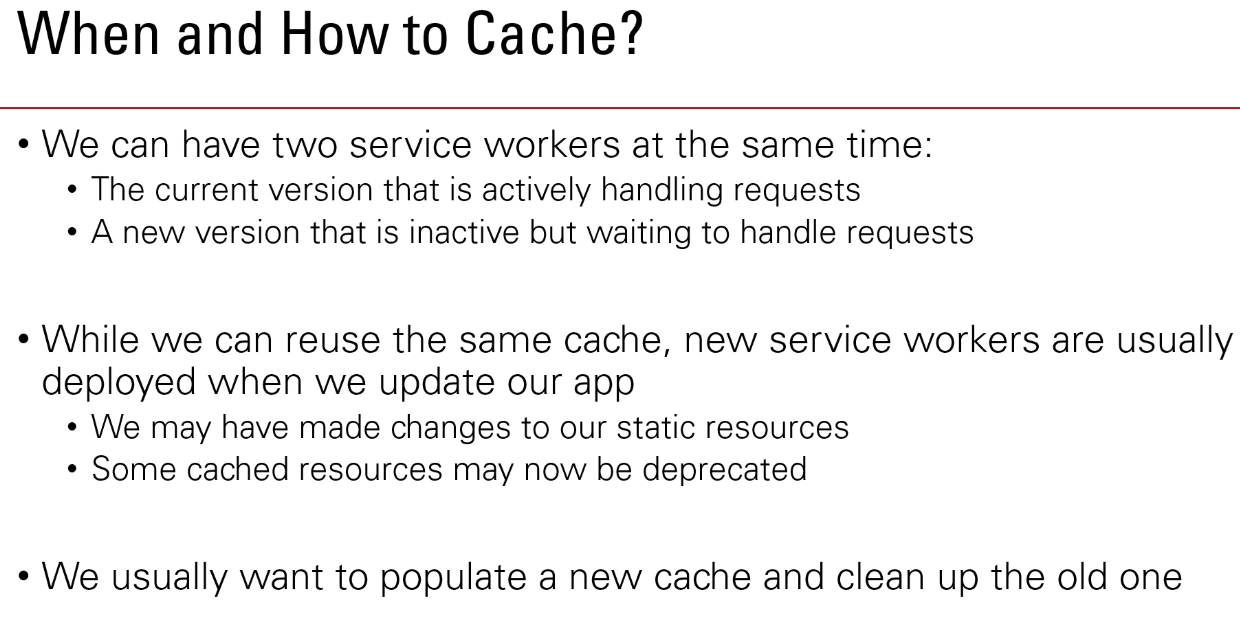 When and How to Cache?
• We can have two service workers at the same time:
• The current version that is actively handling requests
• A new version that is inactive but waiting to handle requests
• While we can reuse the same cache, new service workers are usually
deployed when we update our app
• We may have made changes to our static resources
• Some cached resources may now be deprecated
• We usually want to populate a new cache and clean up the old one